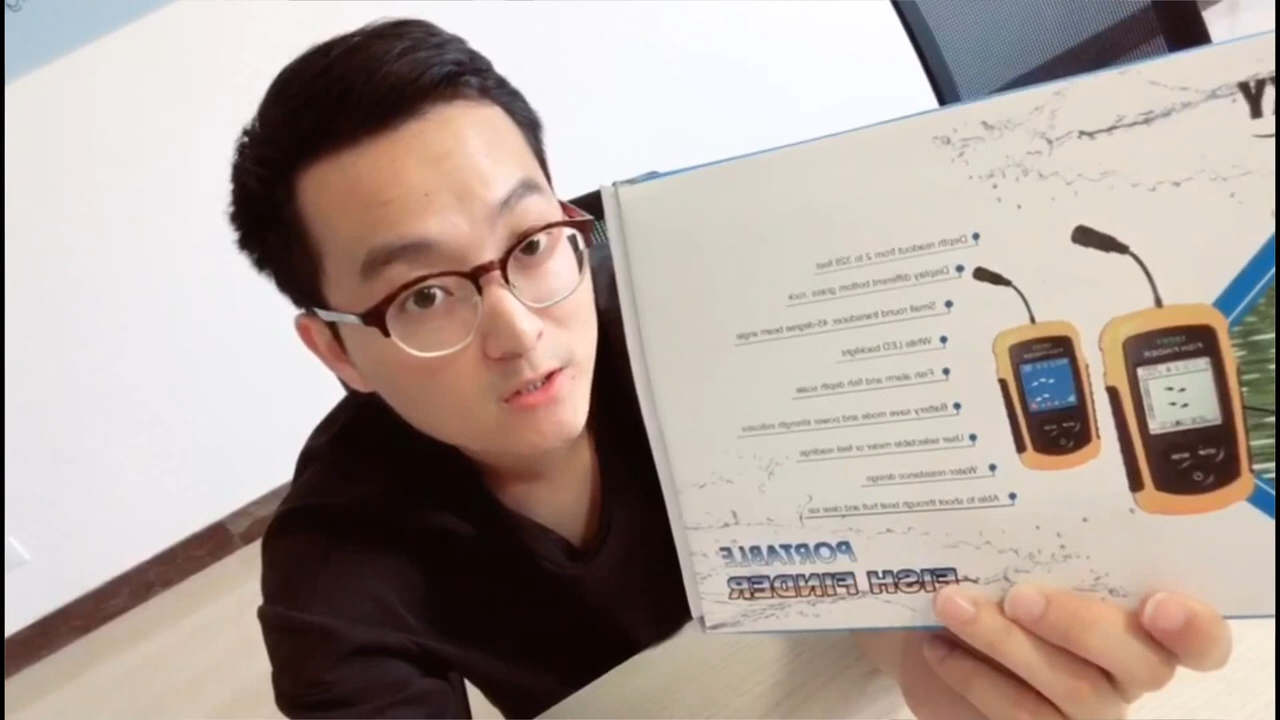 Depth readout from 2 to 328 feet
Display different bottom grass, rock
Small round transducer, 45-degree beam angle
White LED backlight
Fish alarm and fish depth scale
Battery save mode and power strength indicator
User selectable meter or feet readings
Water-resistance design
Able to shoot through boat hull and clear ice
PORTABLE
FISH FINDER
FISH FINDER